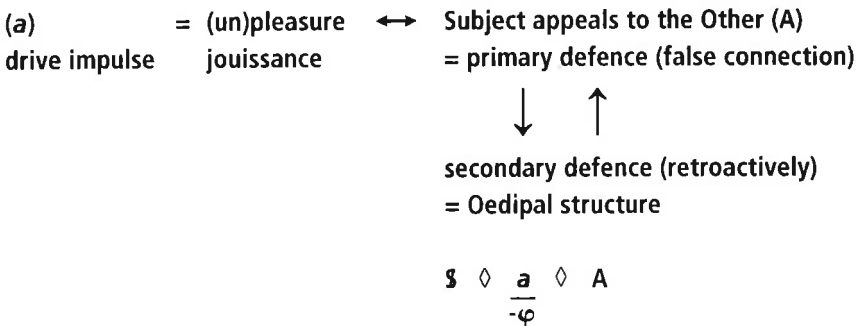 (a) = (un)pleasure ↔ Subject appeals to the Other (A)
drive impulse jouissance = primary defence (false connection)
↓ ↑
secondary defence (retroactively)
= Oedipal structure
$ ◊ a ◊ A
-φ